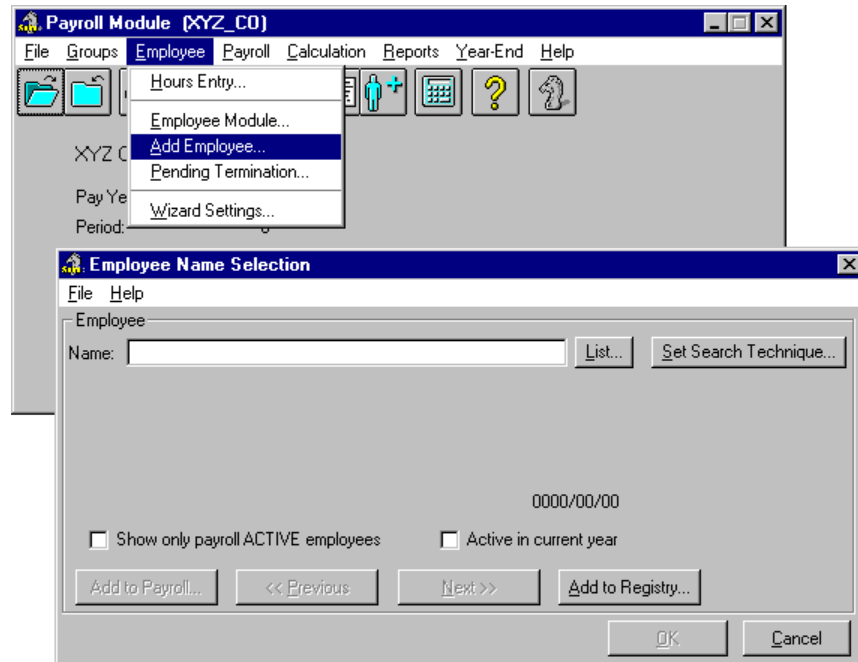 Payroll Module (XYZ_CO)
File Groups Employee Payroll Calculation Reports Year-End Help
Hours Entry...
Employee Module...
Add Employee...
Pending Termination...
Wizard Settings...
XYZ C
Pay Ye
Period:
Employee Name Selection
File Help
Employee
Name: List... Set Search Technique...
0000/00/00
Show only payroll ACTIVE employees Active in current year
Add to Payroll... << Previous Next >> Add to Registry...
OK Cancel